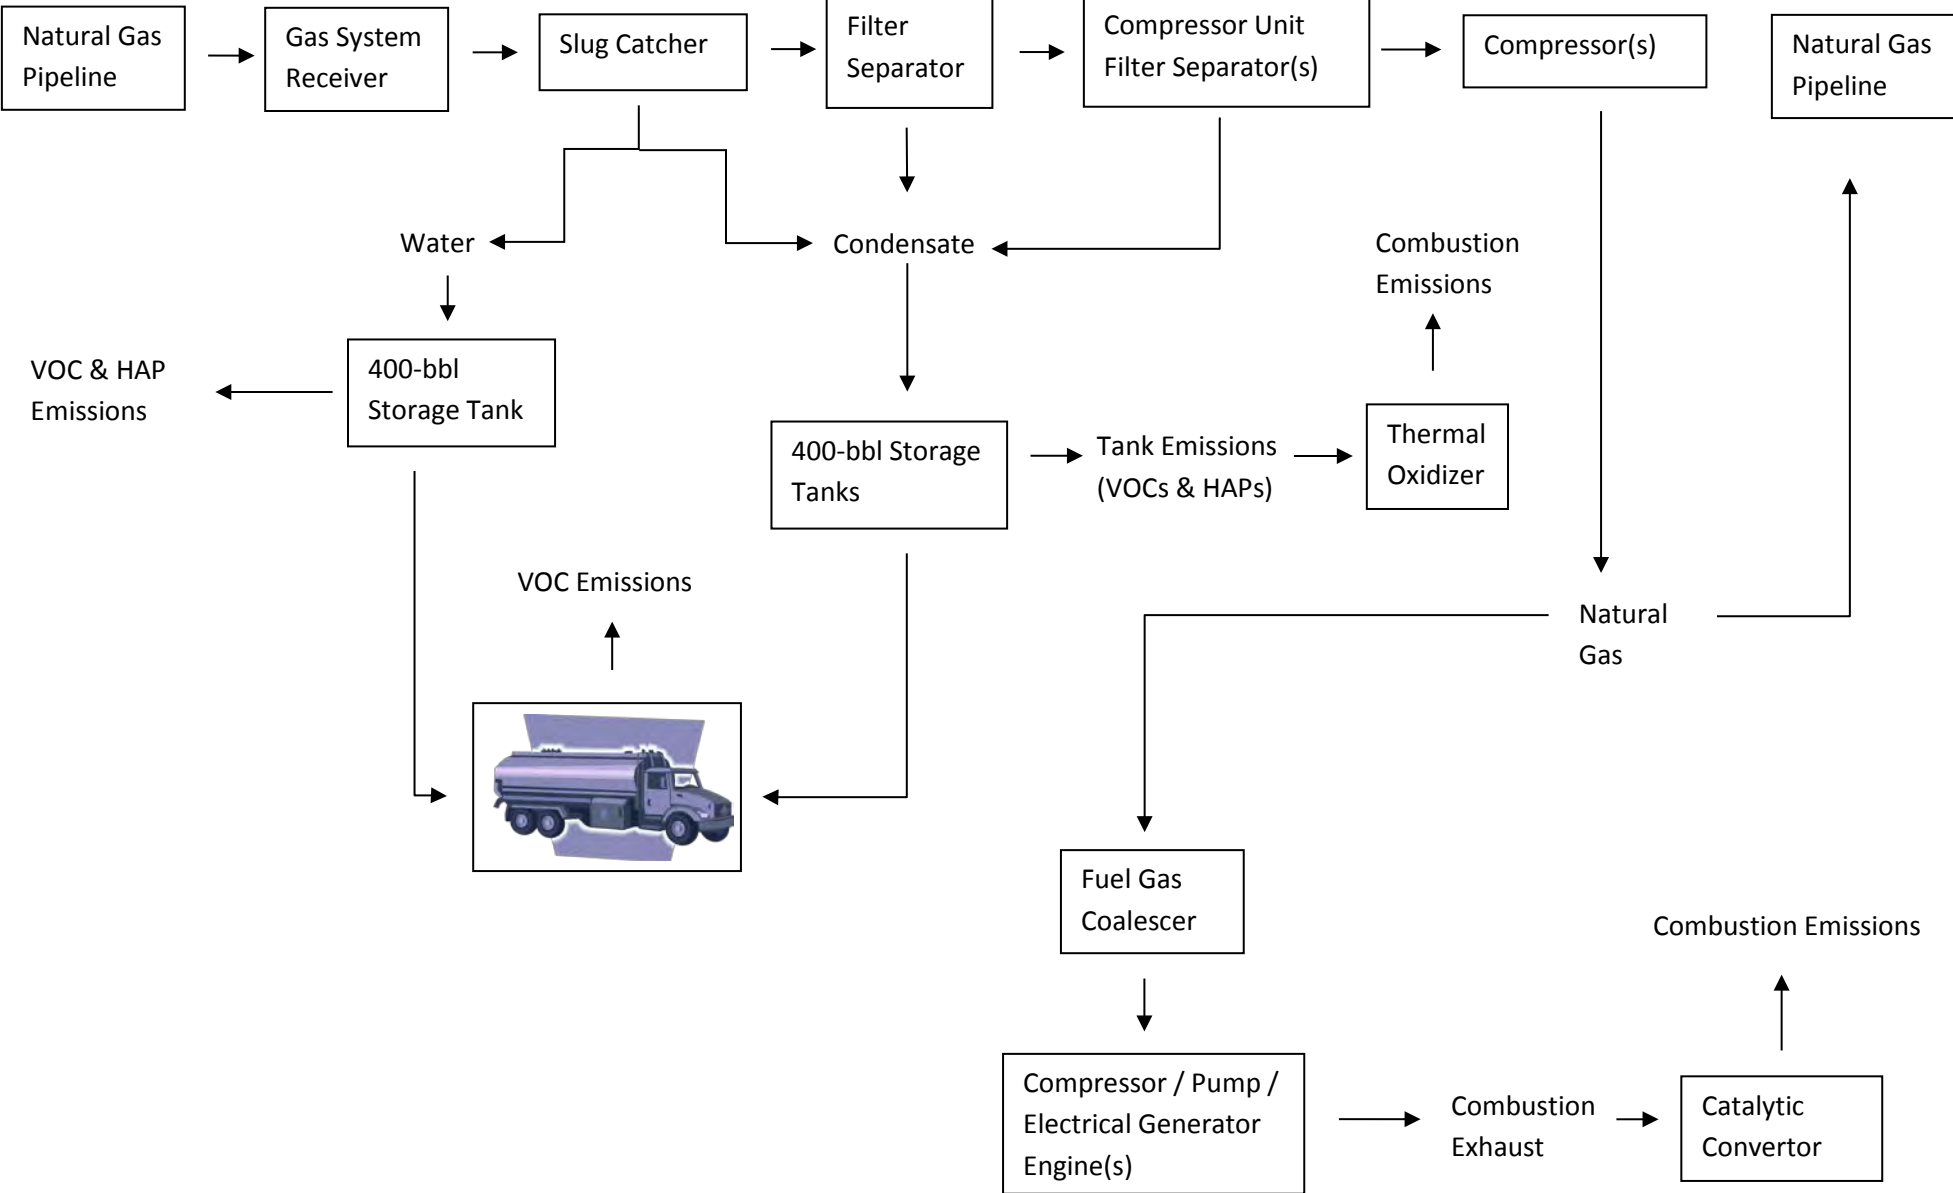 Natural Gas
Pipeline
Gas System
Receiver
Slug Catcher
Filter
Separator
Compressor Unit
Filter Separator(s)
Compressor(s)
Natural Gas
Pipeline
Water
Condensate
Combustion
Emissions
VOC & HAP
Emissions
400-bbl
Storage Tank
400-bbl Storage
Tanks
Tank Emissions
(VOCs & HAPs)
Thermal
Oxidizer
VOC Emissions
Natural
Gas
Fuel Gas
Coalescer
Combustion Emissions
Compressor / Pump /
Electrical Generator
Engine(s)
Combustion
Exhaust
Catalytic
Convertor